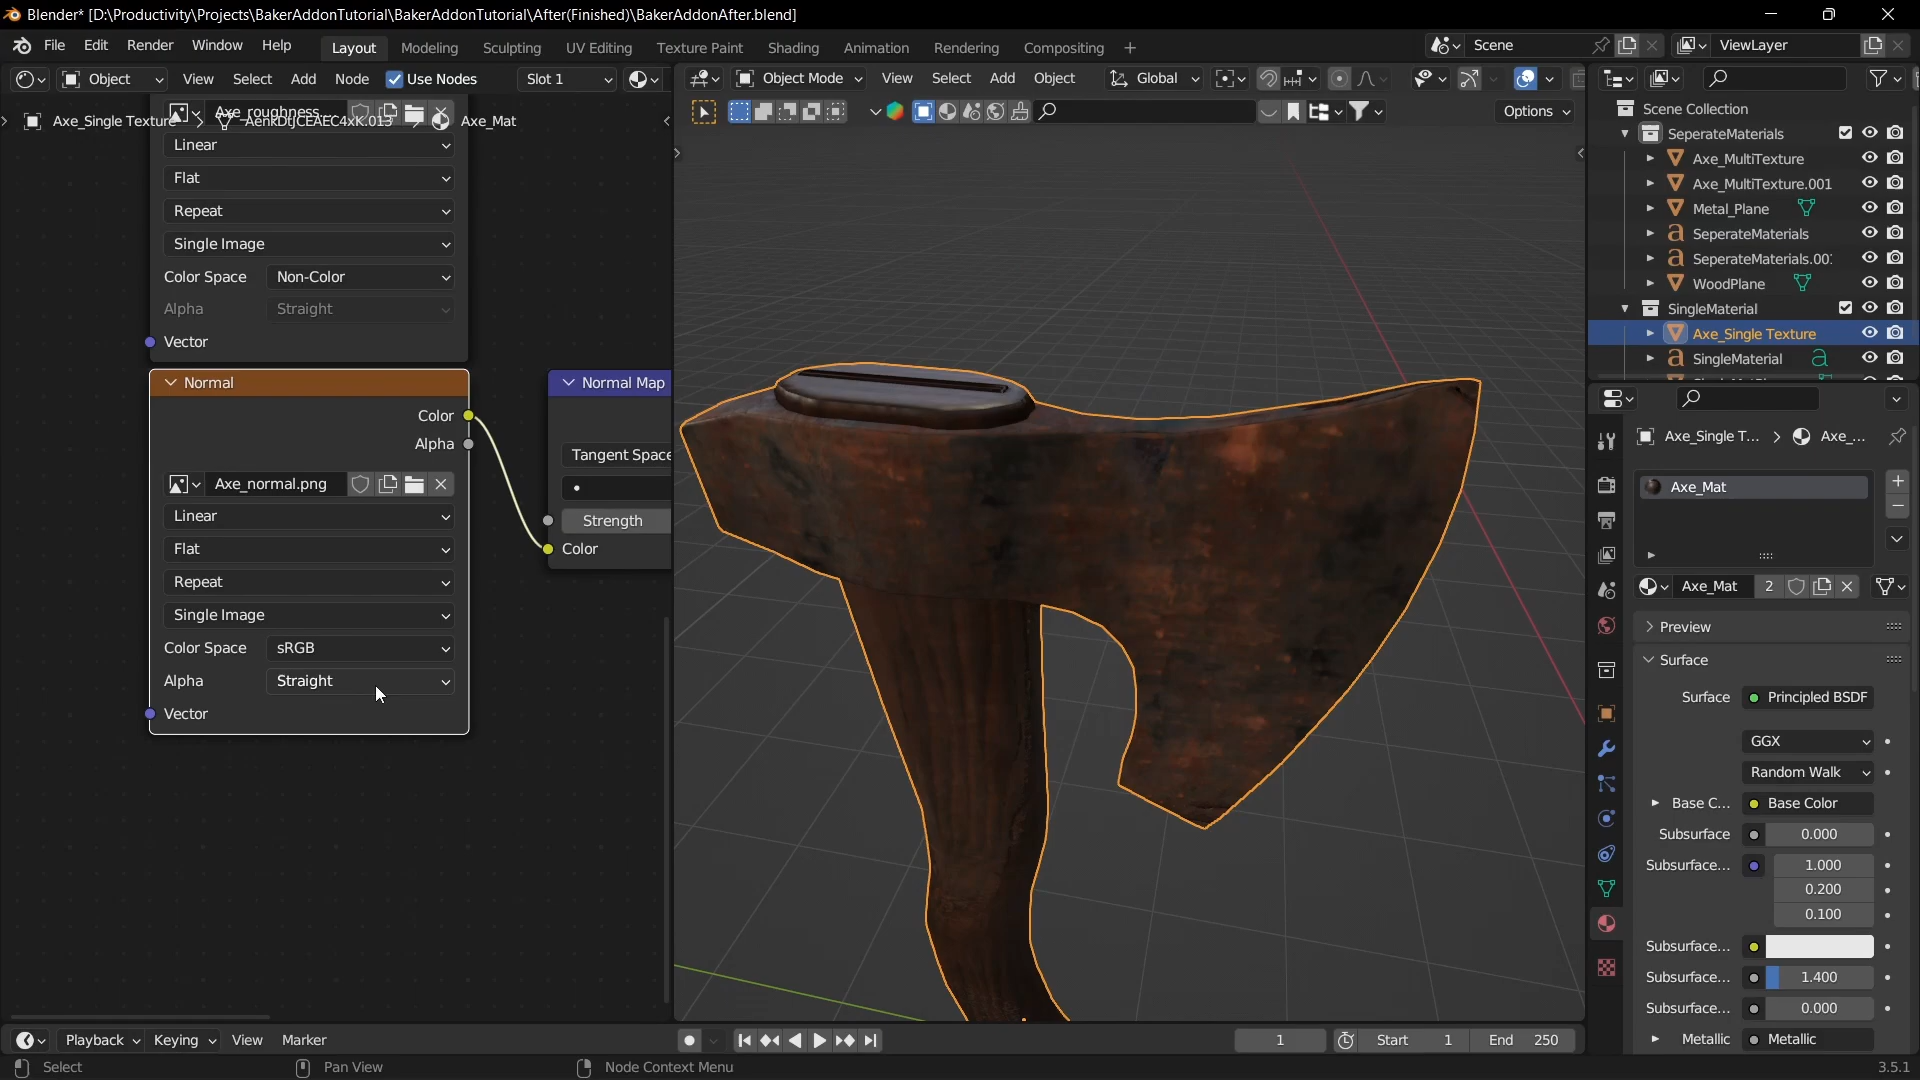 Blender* [D:\Productivity\Projects\BakerAddonTutorial\BakerAddonTutorial\After(Finished)\BakerAddonAfter.blend]
File Edit Render Window Help Layout Modeling Sculpting UV Editing Texture Paint Shading Animation Rendering Compositing + Scene ViewLayer
Object View Select Add Node Use Nodes Slot 1
Object Mode View Select Add Object Global
Options
Axe_roughness...
Axe_Single Texture Axe_Mat
Linear
Flat
Repeat
Single Image
Color Space Non-Color
Alpha Straight
Vector
Normal
Color
Alpha
Axe_normal.png
Linear
Flat
Repeat
Single Image
Color Space sRGB
Alpha Straight
Vector
Normal Map
Tangent Space
Strength
Color
Scene Collection
SeperateMaterials
Axe_MultiTexture
Axe_MultiTexture.001
Metal_Plane
SeperateMaterials
SeperateMaterials.00
WoodPlane
SingleMaterial
Axe_Single Texture
SingleMaterial
Axe_Single T... Axe_...
Axe_Mat
Axe_Mat 2
Preview
Surface
Surface Principled BSDF
GGX
Random Walk
Base C... Base Color
Subsurface 0.000
Subsurface... 1.000
0.200
0.100
Subsurface...
Subsurface... 1.400
Subsurface... 0.000
Metallic Metallic
Playback Keying View Marker 1 Start 1 End 250
Select Pan View Node Context Menu 3.5.1